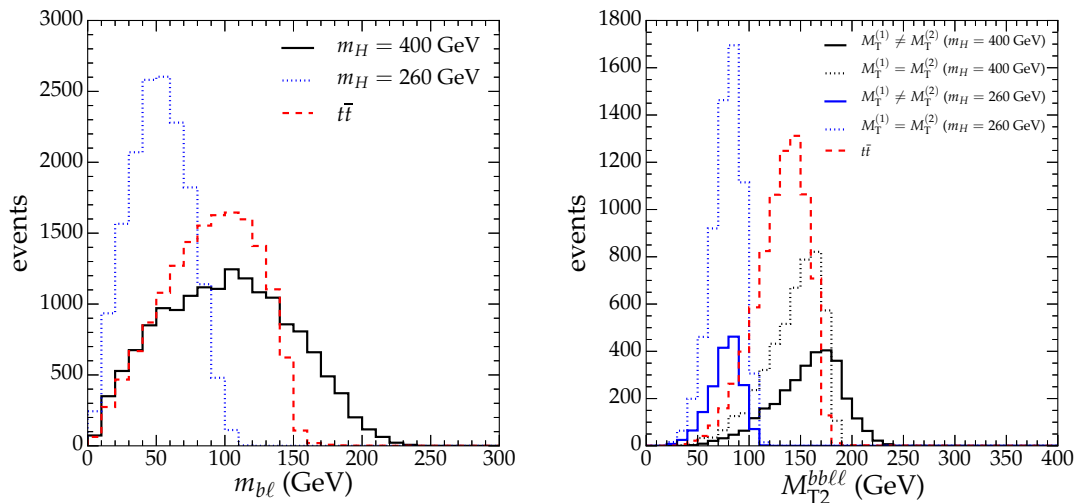 3000
2500
2000
1500
1000
500
0
events
m_H = 400 GeV
m_H = 260 GeV
t\bar{t}
0 50 100 150 200 250 300
m_{bℓ} (GeV)
1800
1600
1400
1200
1000
800
600
400
200
0
events
M_T^{(1)} ≠ M_T^{(2)} (m_H = 400 GeV)
M_T^{(1)} = M_T^{(2)} (m_H = 400 GeV)
M_T^{(1)} ≠ M_T^{(2)} (m_H = 260 GeV)
M_T^{(1)} = M_T^{(2)} (m_H = 260 GeV)
t\bar{t}
0 50 100 150 200 250 300 350 400
M_{T2}^{bbℓℓ} (GeV)